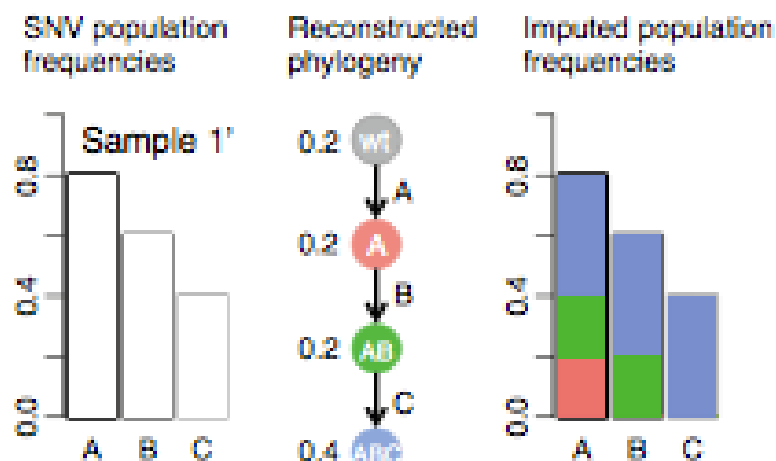 SNV population
frequencies
Reconstructed
phylogeny
Imputed population
frequencies
Sample 1'
0.8
0.4
0.0
A
B
C
0.2
wt
A
0.2
A
B
0.2
AB
C
0.4
ABC
0.8
0.4
0.0
A
B
C